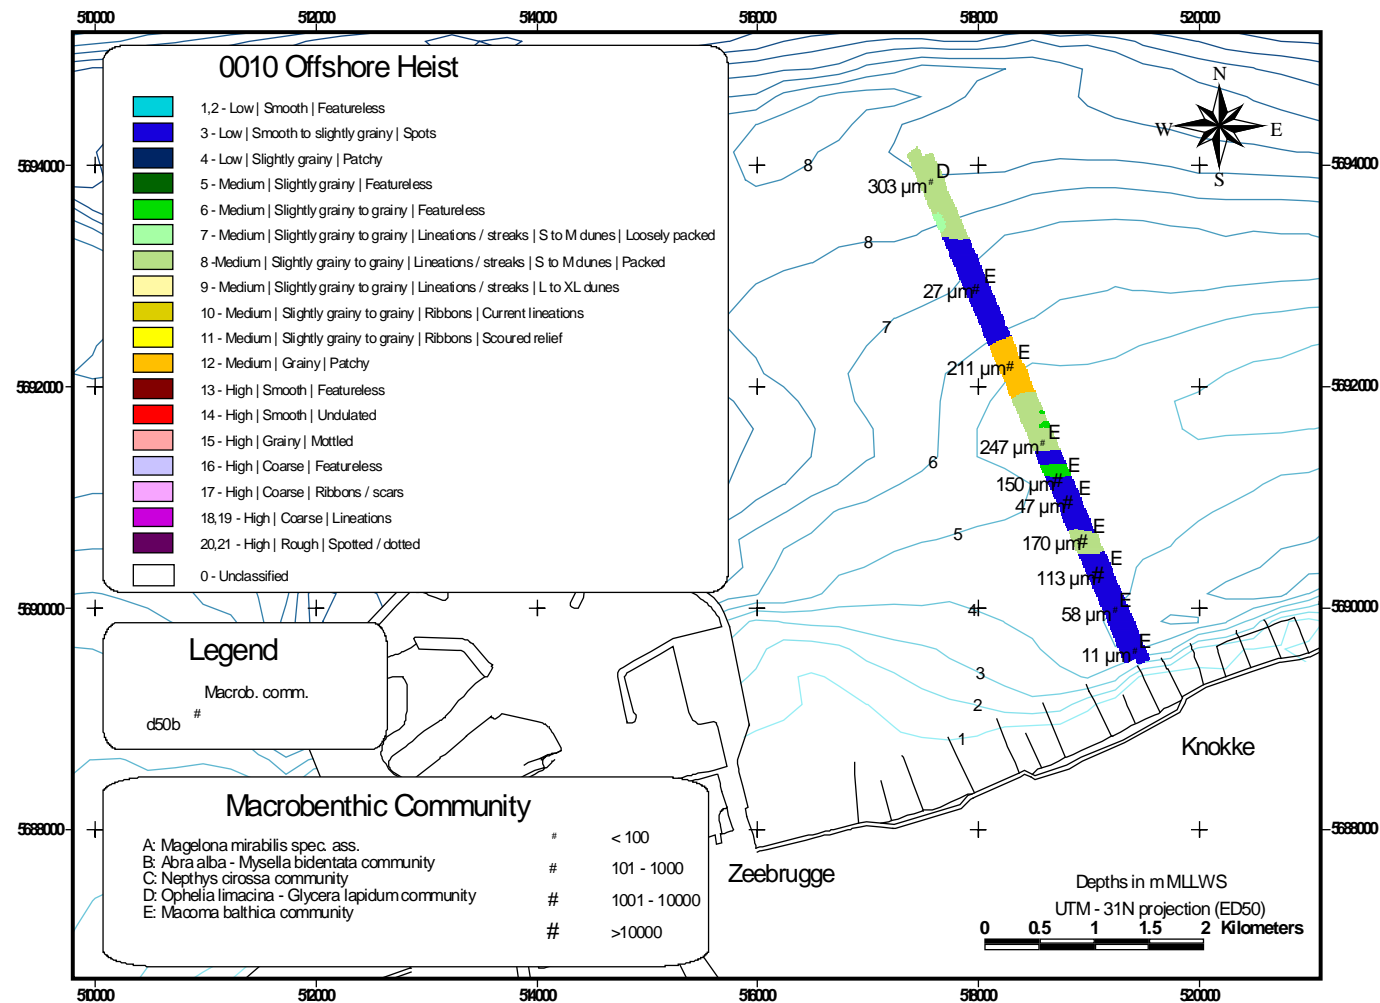 510000 512000 514000 516000 518000 520000
0010 Offshore Heist
1,2 - Low | Smooth | Featureless
3 - Low | Smooth to slightly grainy | Spots
4 - Low | Slightly grainy | Patchy
5 - Medium | Slightly grainy | Featureless
6 - Medium | Slightly grainy to grainy | Featureless
7 - Medium | Slightly grainy to grainy | Lineations / streaks | S to M dunes | Loosely packed
8 -Medium | Slightly grainy to grainy | Lineations / streaks | S to M dunes | Packed
9 - Medium | Slightly grainy to grainy | Lineations / streaks | L to XL dunes
10 - Medium | Slightly grainy to grainy | Ribbons | Current lineations
11 - Medium | Slightly grainy to grainy | Ribbons | Scoured relief
12 - Medium | Grainy | Patchy
13 - High | Smooth | Featureless
14 - High | Smooth | Undulated
15 - High | Grainy | Mottled
16 - High | Coarse | Featureless
17 - High | Coarse | Ribbons / scars
18,19 - High | Coarse | Lineations
20,21 - High | Rough | Spotted / dotted
0 - Unclassified
N
W E
S
5694000 5694000
8
D
303 µm #
8
E
27 µm #
7
E
211 µm #
5692000 5692000
E
247 µm #
6
E
150 µm #
E
47 µm #
5
E
170 µm #
E
113 µm #
5690000 5690000
4
E
58 µm #
E
11 µm #
3
2
1
Legend
Macrob. comm.
#
d50b
Knokke
Zeebrugge
5688000 5688000
Macrobenthic Community
A: Magelona mirabilis spec. ass.
B: Abra alba - Mysella bidentata community
C: Nepthys cirossa community
D: Ophelia limacina - Glycera lapidum community
E: Macoma balthica community
# < 100
# 101 - 1000
# 1001 - 10000
# >10000
Depths in m MLLWS
UTM - 31N projection (ED50)
0 0.5 1 1.5 2 Kilometers
510000 512000 514000 516000 518000 520000